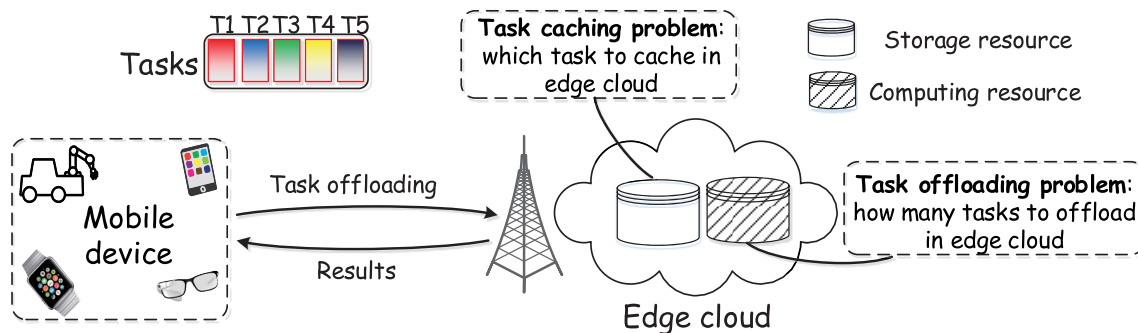 T1 T2 T3 T4 T5
Tasks
Task caching problem:
which task to cache in
edge cloud
Storage resource
Computing resource
Mobile
device
Task offloading
Results
Task offloading problem:
how many tasks to offload
in edge cloud
Edge cloud